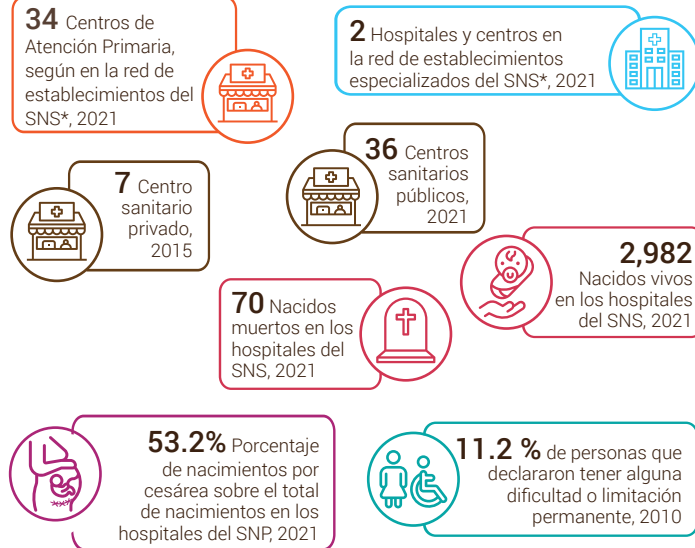 34 Centros de
Atención Primaria,
según en la red de
establecimientos del
SNS*, 2021
2 Hospitales y centros en
la red de establecimientos
especializados del SNS*, 2021
7 Centro
sanitario
privado,
2015
36 Centros
sanitarios
públicos,
2021
2,982
Nacidos vivos
en los hospitales
del SNS, 2021
70 Nacidos
muertos en los
hospitales del
SNS, 2021
53.2% Porcentaje
de nacimientos por
cesárea sobre el total
de nacimientos en los
hospitales del SNP, 2021
11.2 % de personas que
declararon tener alguna
dificultad o limitación
permanente, 2010